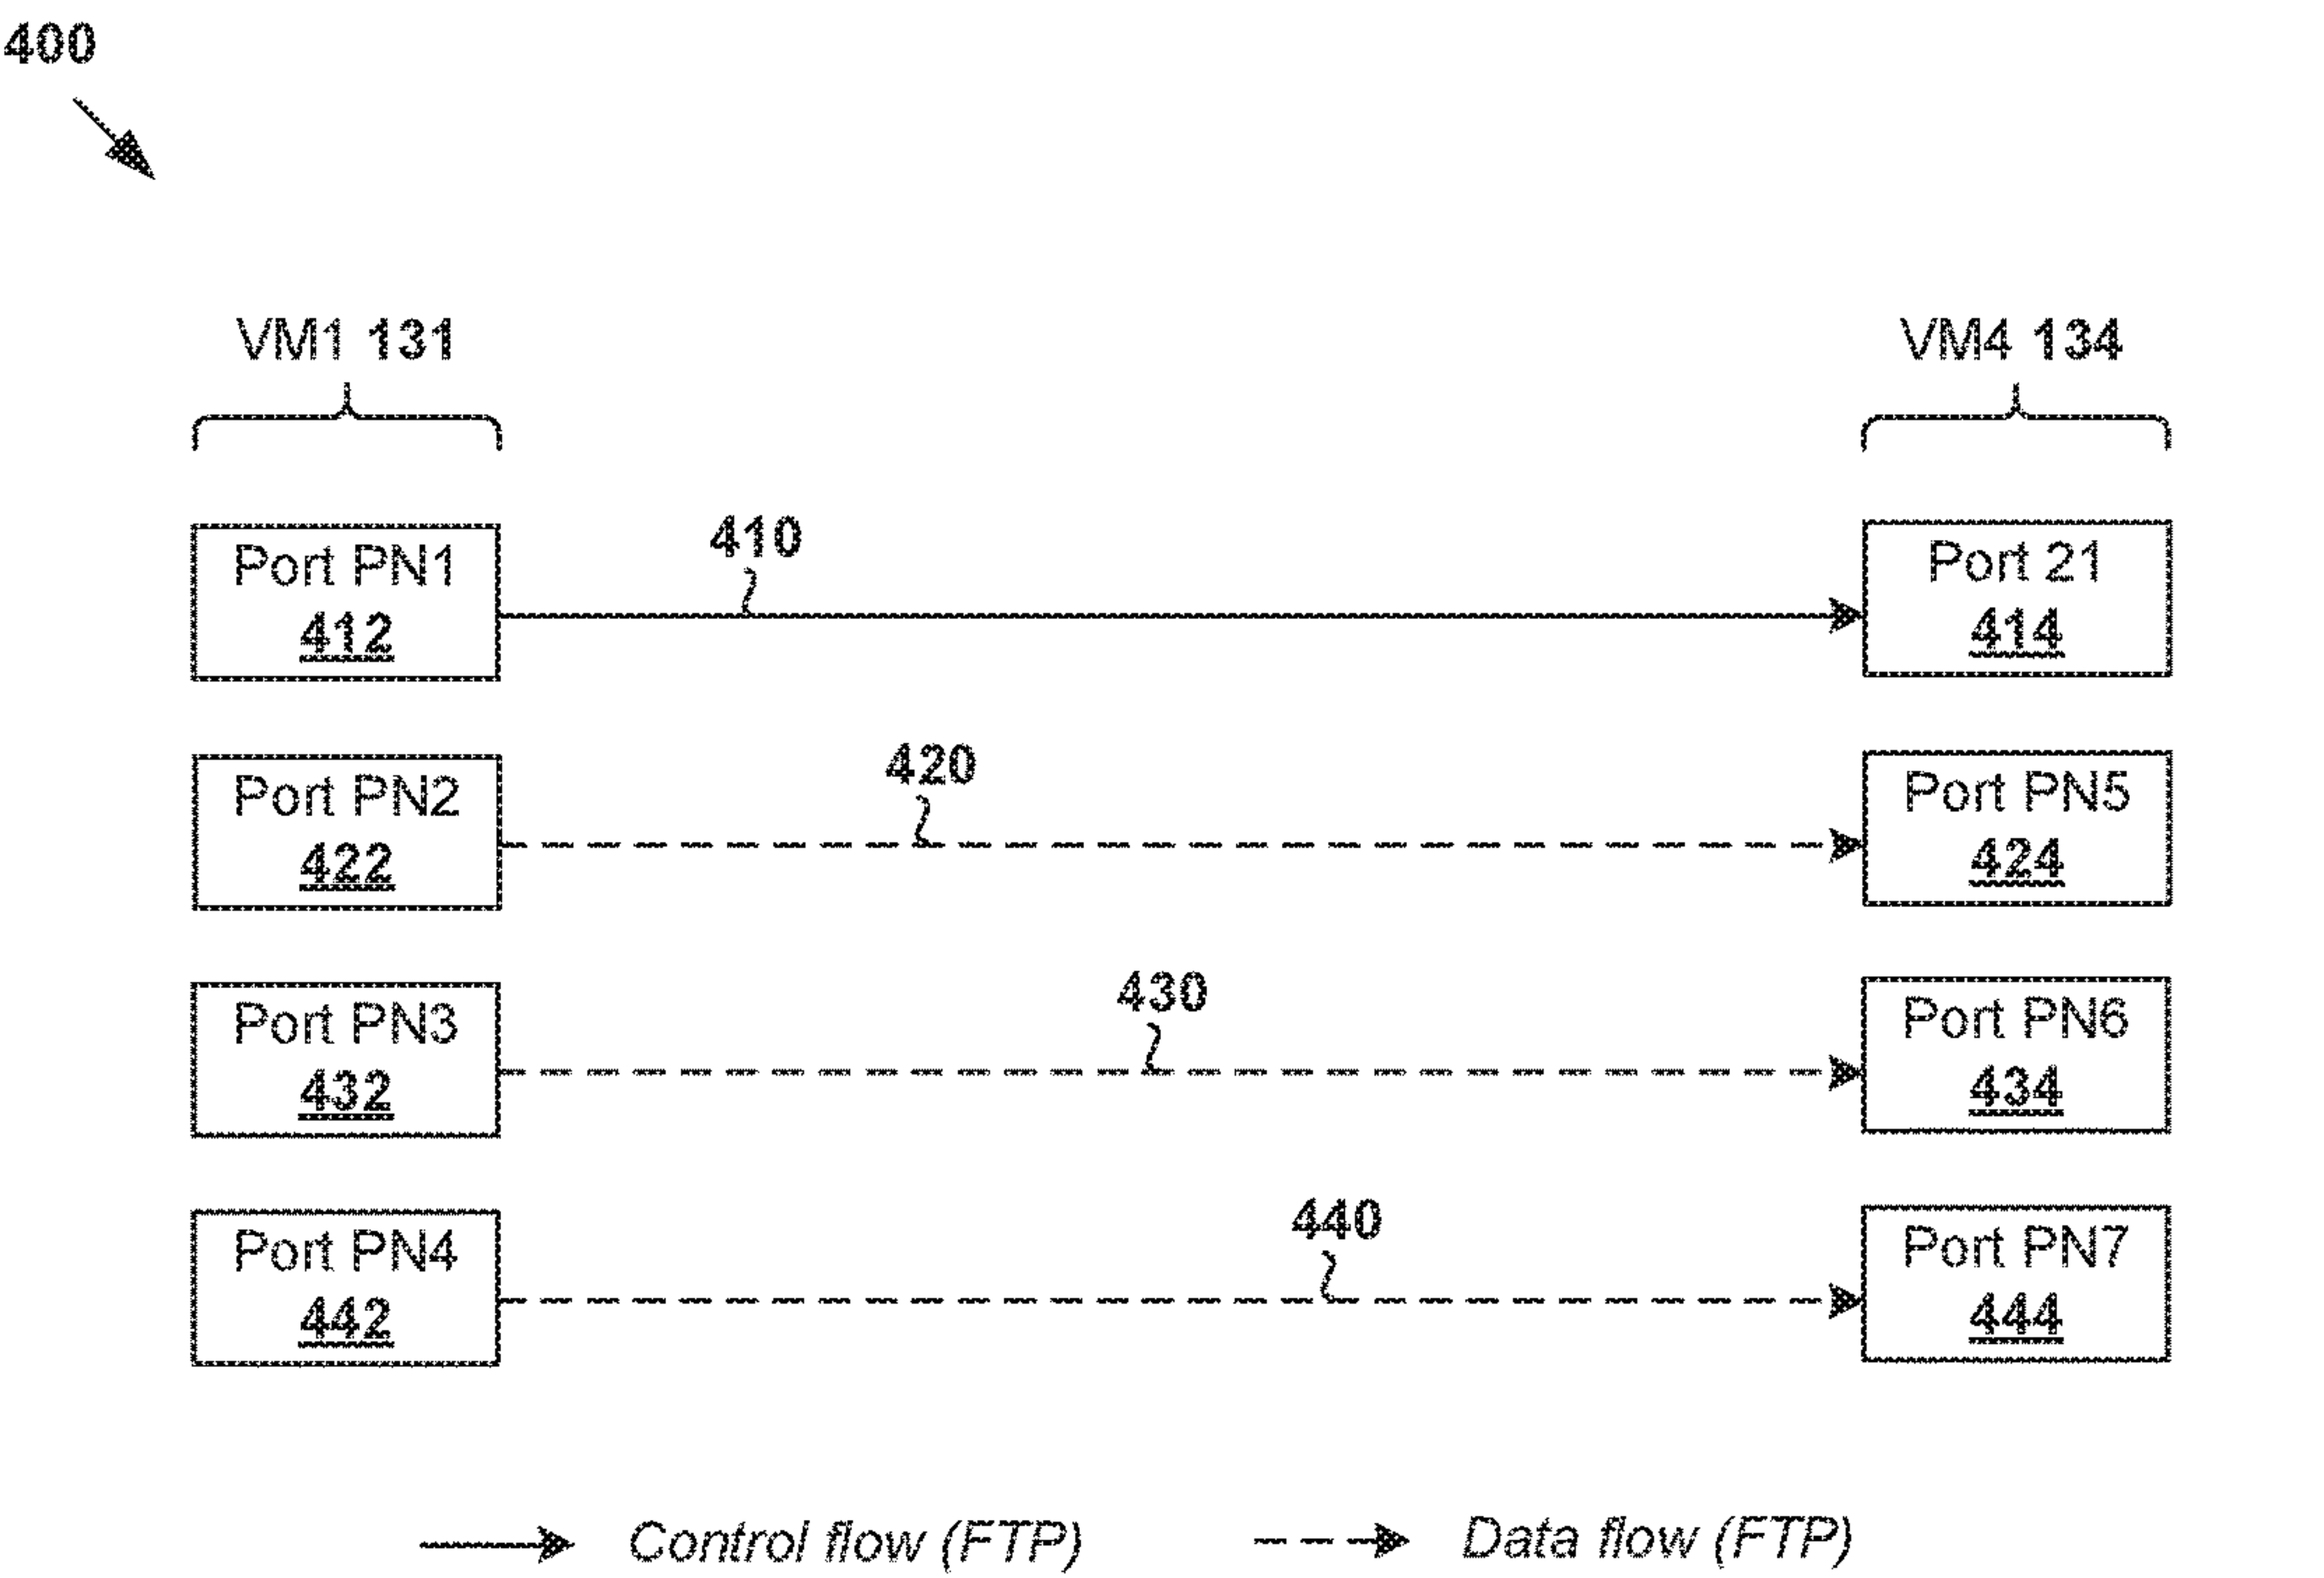 400
VM1 131
VM4 134
Port PN1
412
410
Port 21
414
Port PN2
422
420
Port PN5
424
Port PN3
432
430
Port PN6
434
Port PN4
442
440
Port PN7
444
Control flow (FTP)
Data flow (FTP)